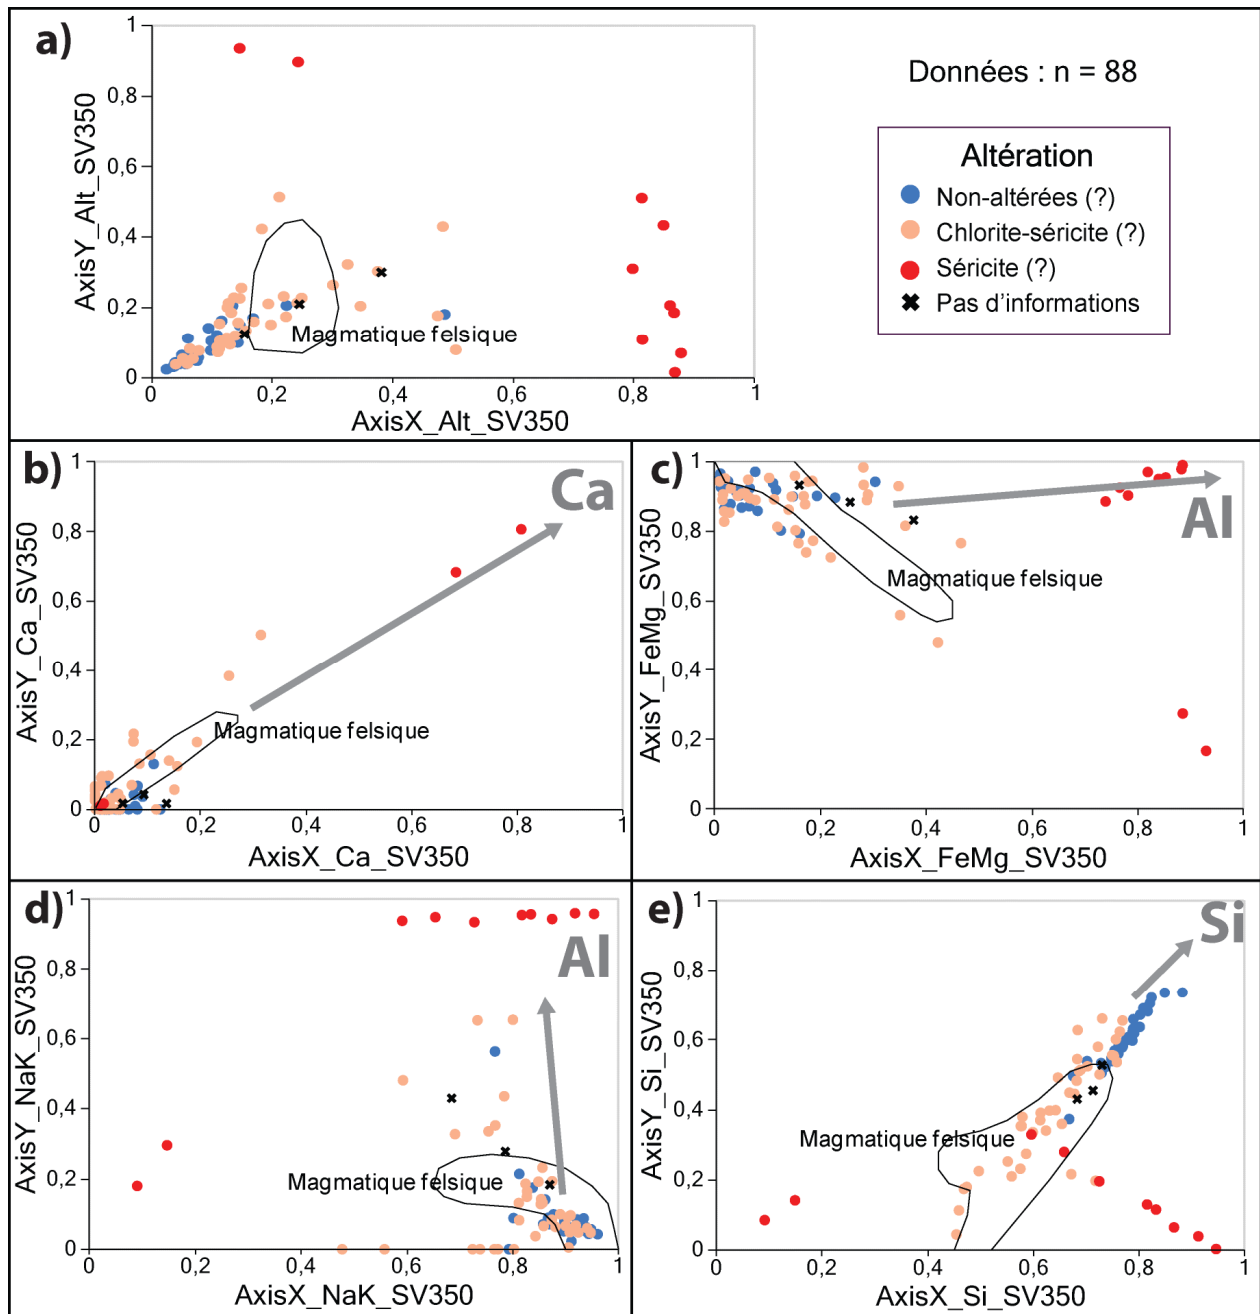 a)
Données : n = 88
Altération
Non-altérées (?)
Chlorite-séricite (?)
Séricite (?)
Pas d'informations
AxisY_Alt_SV350
1
0,8
0,6
0,4
0,2
0
Magmatique felsique
0 0,2 0,4 0,6 0,8 1
AxisX_Alt_SV350
b)
Ca
AxisY_Ca_SV350
1
0,8
0,6
0,4
0,2
0
Magmatique felsique
0 0,2 0,4 0,6 0,8 1
AxisX_Ca_SV350
c)
Al
AxisY_FeMg_SV350
1
0,8
0,6
0,4
0,2
0
Magmatique felsique
0 0,2 0,4 0,6 0,8 1
AxisX_FeMg_SV350
d)
Al
AxisY_NaK_SV350
1
0,8
0,6
0,4
0,2
0
Magmatique felsique
0 0,2 0,4 0,6 0,8 1
AxisX_NaK_SV350
e)
Si
AxisY_Si_SV350
1
0,8
0,6
0,4
0,2
0
Magmatique felsique
0 0,2 0,4 0,6 0,8 1
AxisX_Si_SV350